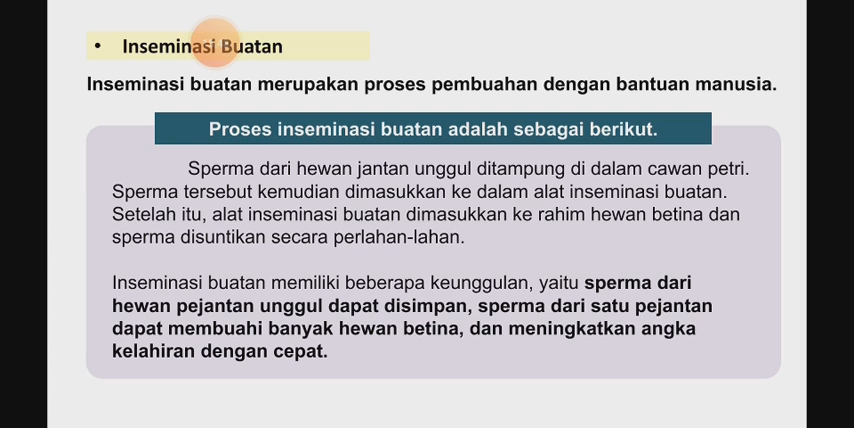 • Inseminasi Buatan
Inseminasi buatan merupakan proses pembuahan dengan bantuan manusia.
Proses inseminasi buatan adalah sebagai berikut.
Sperma dari hewan jantan unggul ditampung di dalam cawan petri.
Sperma tersebut kemudian dimasukkan ke dalam alat inseminasi buatan.
Setelah itu, alat inseminasi buatan dimasukkan ke rahim hewan betina dan
sperma disuntikan secara perlahan-lahan.
Inseminasi buatan memiliki beberapa keunggulan, yaitu sperma dari
hewan pejantan unggul dapat disimpan, sperma dari satu pejantan
dapat membuahi banyak hewan betina, dan meningkatkan angka
kelahiran dengan cepat.